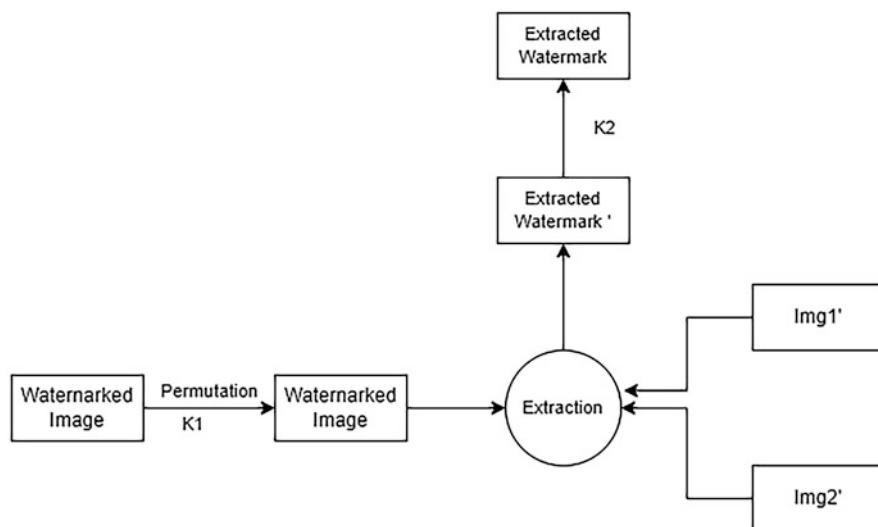 Extracted
Watermark
K2
Extracted
Watermark '
Img1'
Waternarked
Image
Permutation
K1
Waternarked
Image
Extraction
Img2'